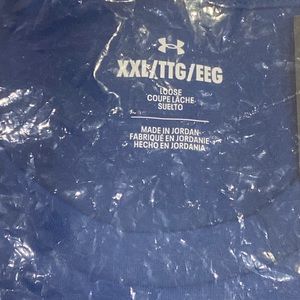 XXL/TTG/EEG
LOOSE
COUPE LÂCHE
SUELTO
MADE IN JORDAN
FABRIQUÉ EN JORDANIE
HECHO EN JORDANIA